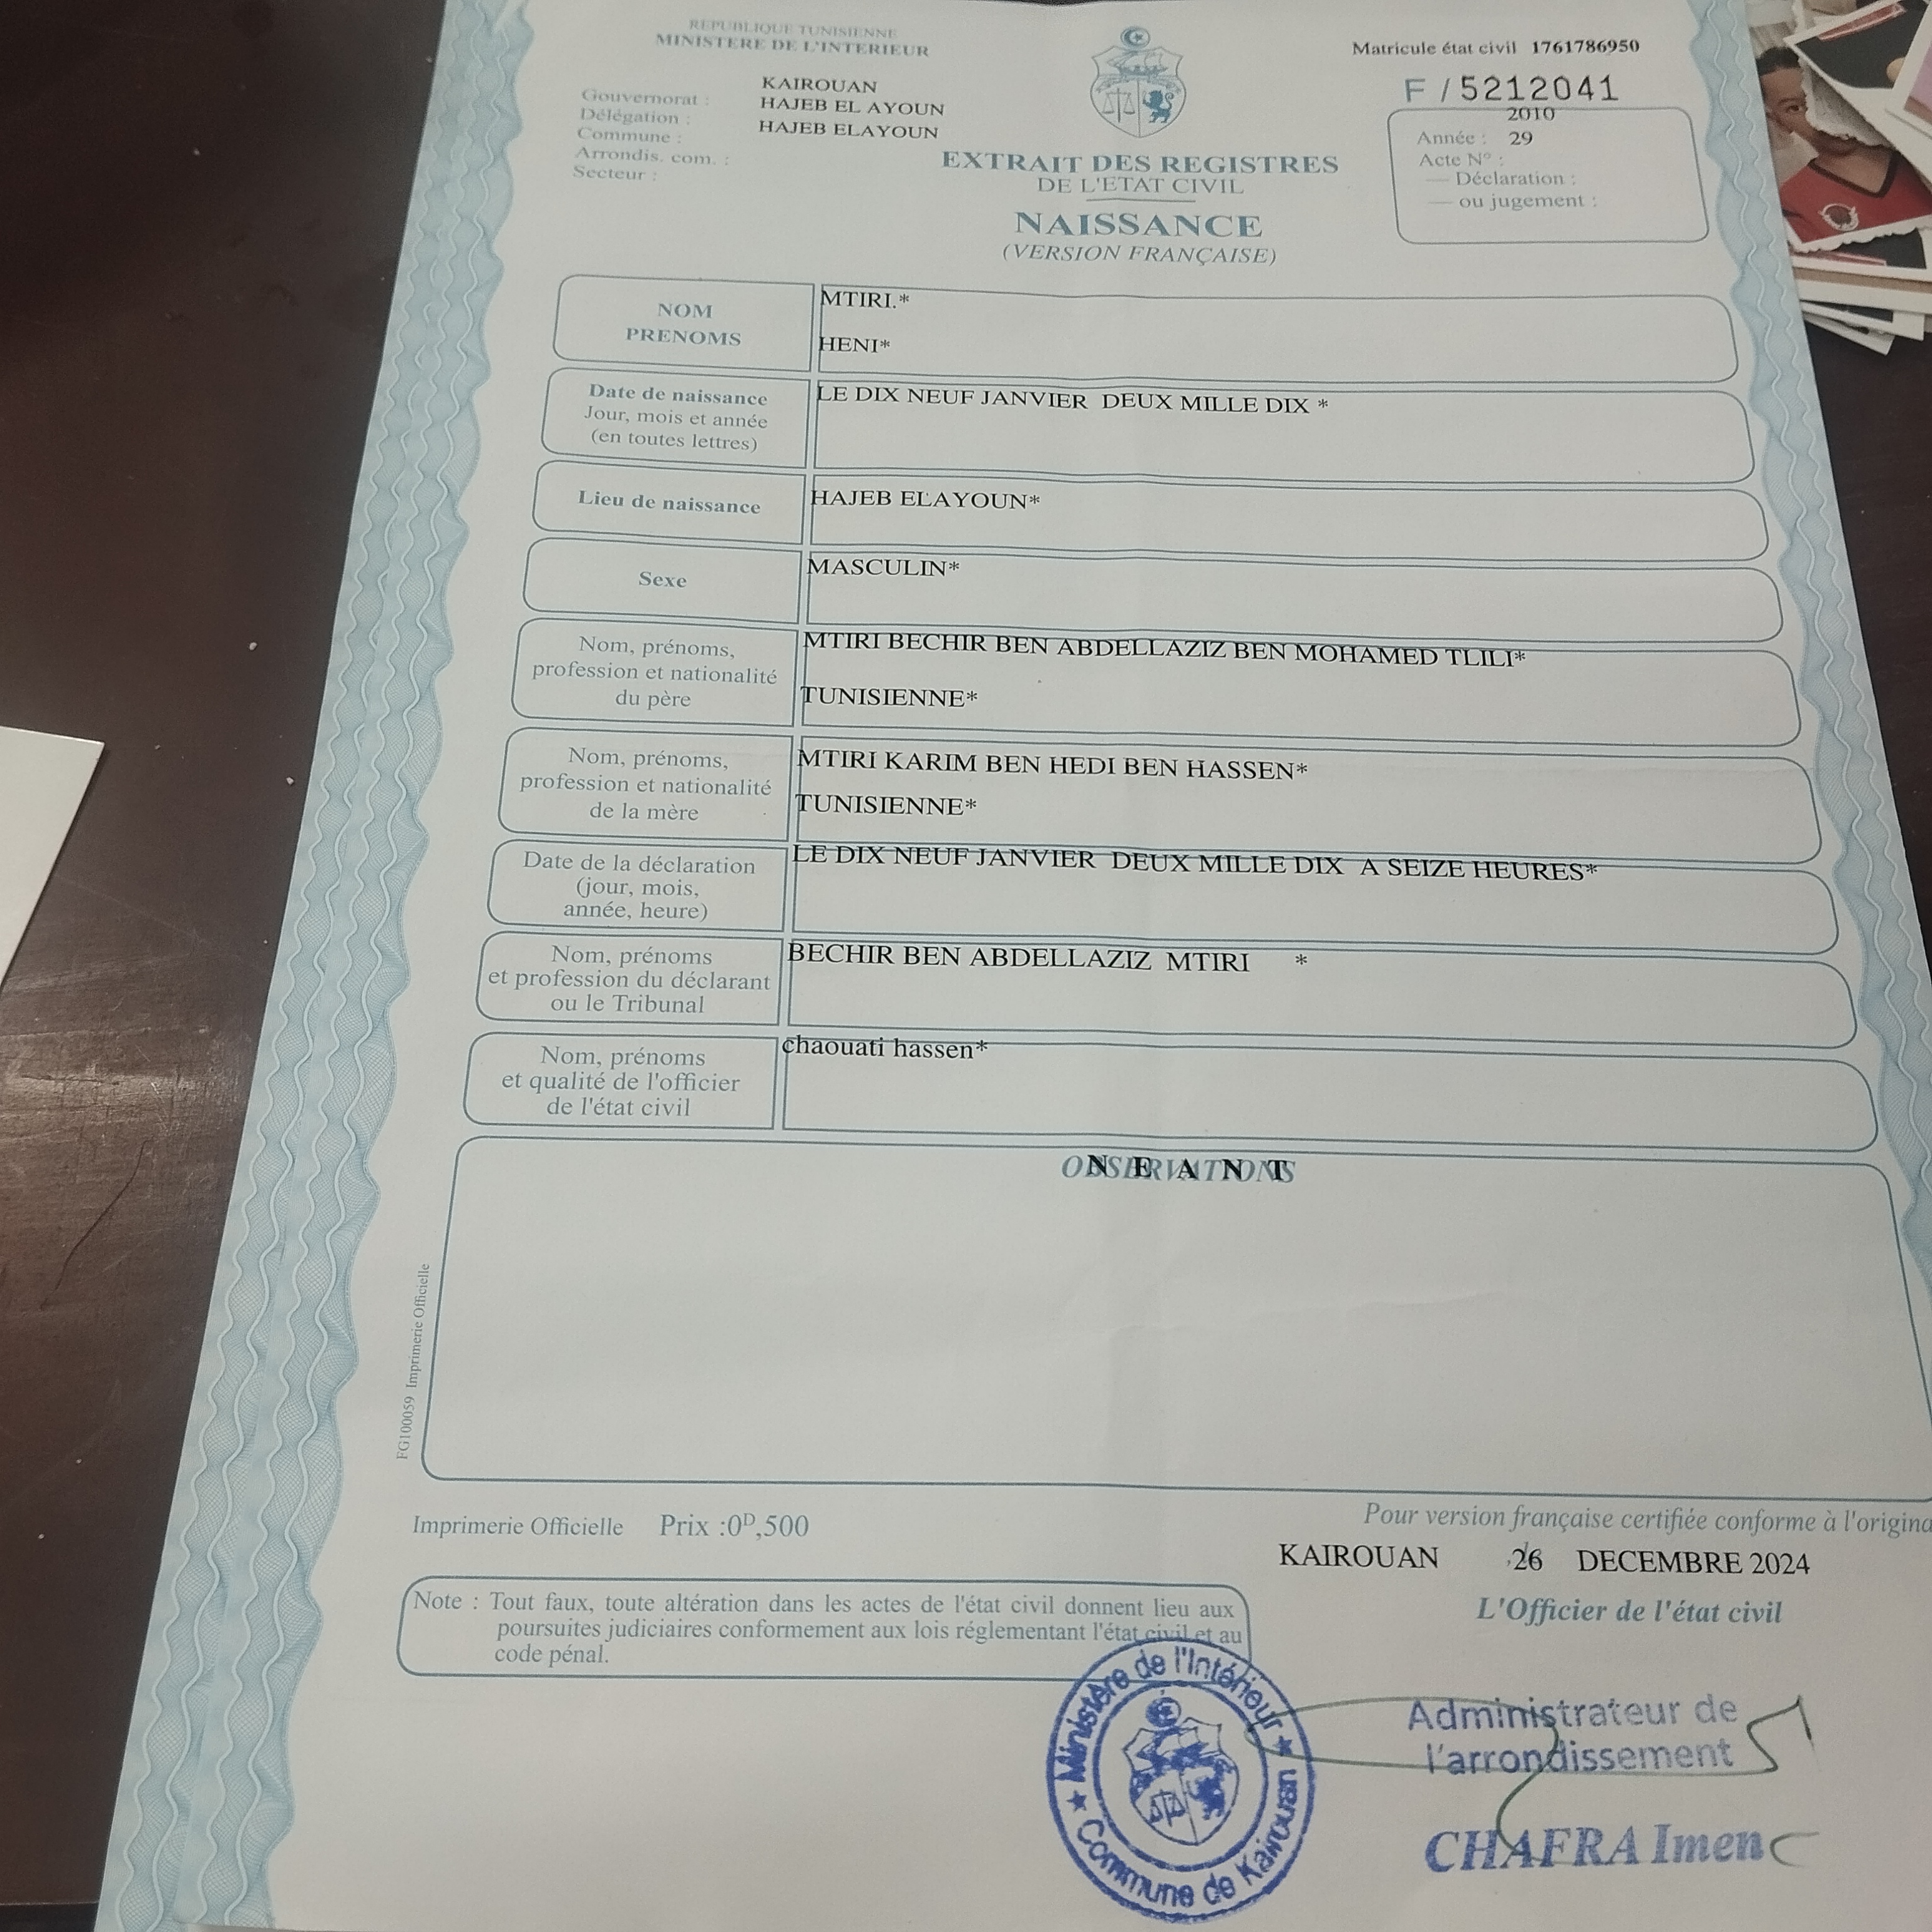 REPUBLIQUE TUNISIENNE
MINISTERE DE L'INTERIEUR
Matricule état civil 1761786950
F / 5212041
Gouvernorat : KAIROUAN
Délégation : HAJEB EL AYOUN
Commune : HAJEB ELAYOUN
Arrondis. com. :
Secteur :
2010
Année : 29
Acte N° :
— Déclaration :
— ou jugement :
EXTRAIT DES REGISTRES
DE L'ETAT CIVIL
NAISSANCE
(VERSION FRANÇAISE)
NOM MTIRI.*
PRENOMS HENI*
Date de naissance LE DIX NEUF JANVIER DEUX MILLE DIX *
Jour, mois et année
(en toutes lettres)
Lieu de naissance HAJEB ELAYOUN*
Sexe MASCULIN*
Nom, prénoms, MTIRI BECHIR BEN ABDELLAZIZ BEN MOHAMED TLILI*
profession et nationalité
du père TUNISIENNE*
Nom, prénoms, MTIRI KARIM BEN HEDI BEN HASSEN*
profession et nationalité
de la mère TUNISIENNE*
Date de la déclaration LE DIX NEUF JANVIER DEUX MILLE DIX A SEIZE HEURES*
(jour, mois,
année, heure)
Nom, prénoms BECHIR BEN ABDELLAZIZ MTIRI *
et profession du déclarant
ou le Tribunal
Nom, prénoms chaouati hassen*
et qualité de l'officier
de l'état civil
OBSERVATIONS
N E A N T
FG100059 Imprimerie Officielle
Imprimerie Officielle Prix :0D,500
Pour version française certifiée conforme à l'origina
KAIROUAN 26 DECEMBRE 2024
L'Officier de l'état civil
Note : Tout faux, toute altération dans les actes de l'état civil donnent lieu aux
poursuites judiciaires conformement aux lois réglementant l'état civil et au
code pénal.
Ministère de l'Intérieur
Commune de Kairouan
Administrateur de
l'arrondissement
CHAFRA Imen